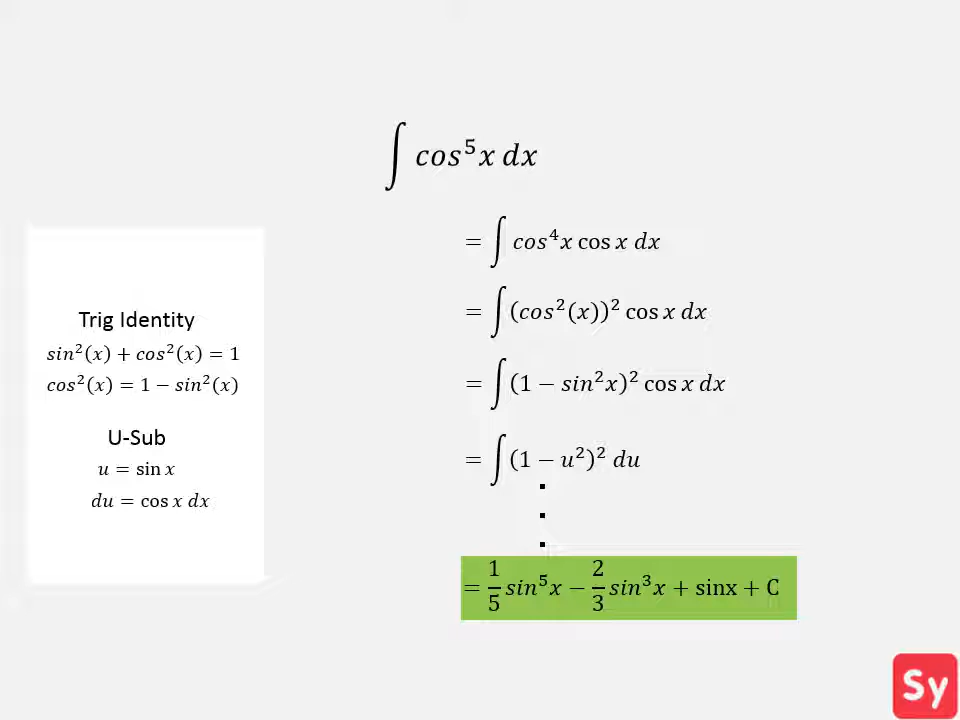 ∫ cos⁵x dx
= ∫ cos⁴x cos x dx
= ∫ (cos²(x))² cos x dx
= ∫ (1 − sin²x)² cos x dx
= ∫ (1 − u²)² du
.
.
.
= 1/5 sin⁵x − 2/3 sin³x + sinx + C
Trig Identity
sin²(x) + cos²(x) = 1
cos²(x) = 1 − sin²(x)
U-Sub
u = sin x
du = cos x dx
Sy